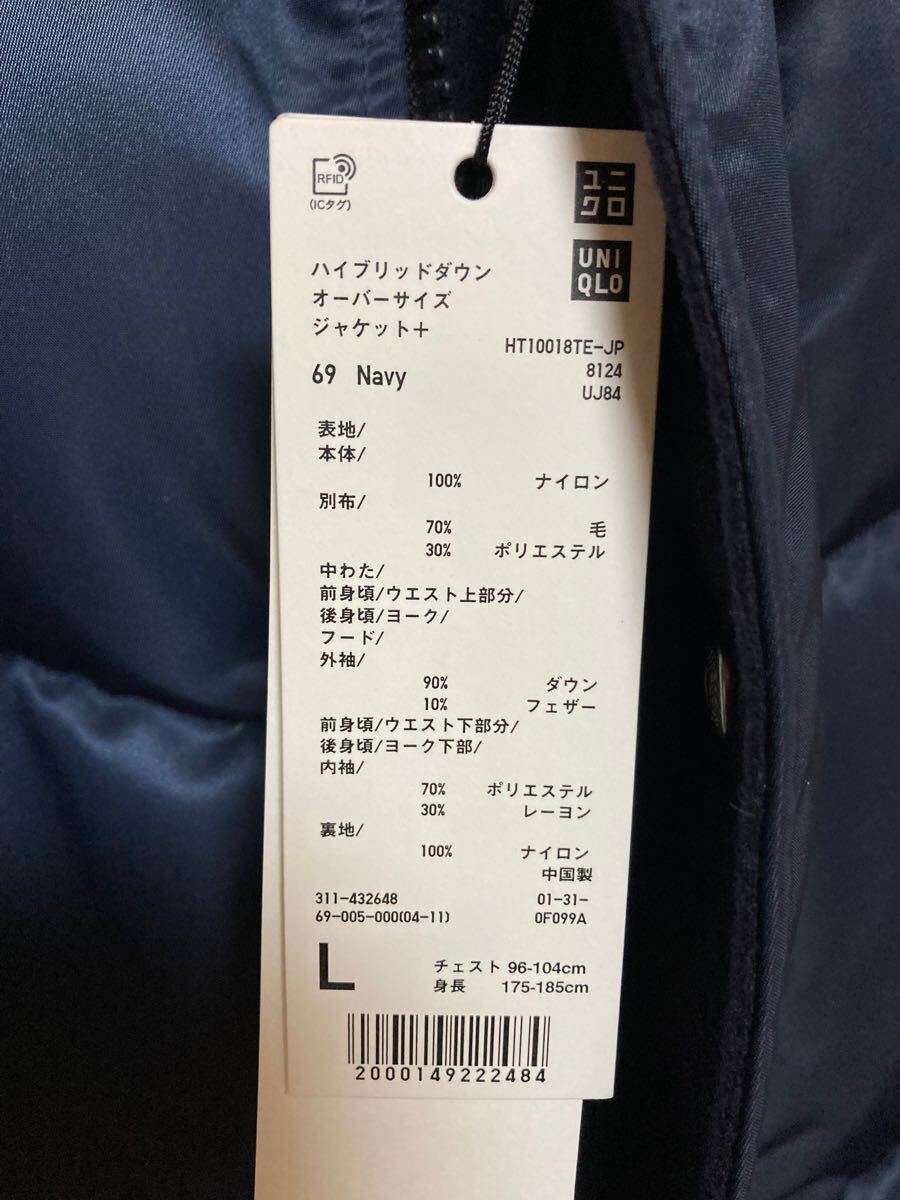 RFID
(ICタグ)
ユニ
クロ
UNI
QLO
ハイブリッドダウン
オーバーサイズ
ジャケット+
HT10018TE-JP
69 Navy
8124
UJ84
表地/
本体/
100% ナイロン
別布/
70% 毛
30% ポリエステル
中わた/
前身頃/ウエスト上部分/
後身頃/ヨーク/
フード/
外袖/
90% ダウン
10% フェザー
前身頃/ウエスト下部分/
後身頃/ヨーク下部/
内袖/
70% ポリエステル
30% レーヨン
裏地/
100% ナイロン
中国製
311-432648 01-31-
69-005-000(04-11) 0F099A
L
チェスト 96-104cm
身長 175-185cm
2000149222484